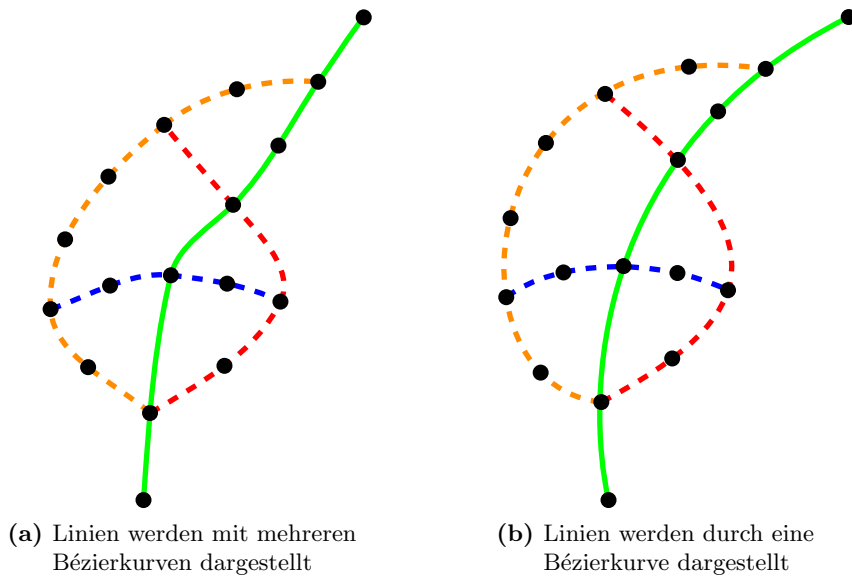 (a) Linien werden mit mehreren
Bézierkurven dargestellt
(b) Linien werden durch eine
Bézierkurve dargestellt